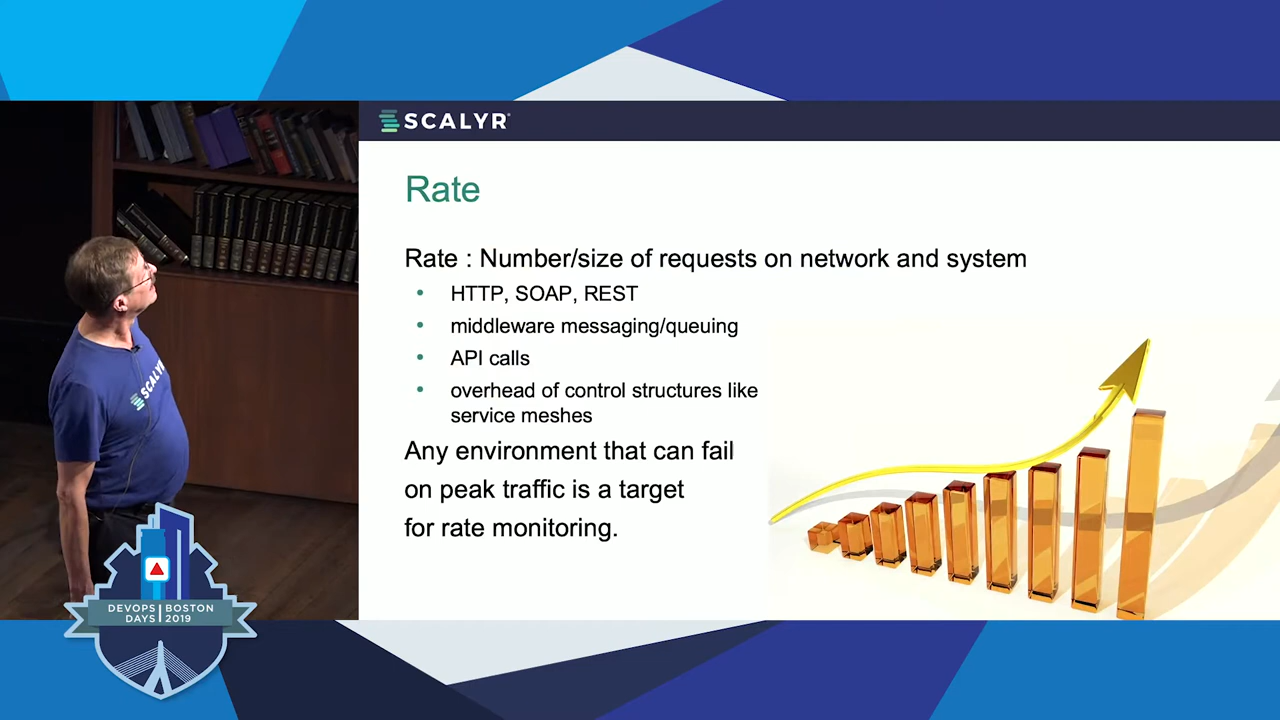 SCALYR
Rate
Rate : Number/size of requests on network and system
• HTTP, SOAP, REST
• middleware messaging/queuing
• API calls
• overhead of control structures like
service meshes
Any environment that can fail
on peak traffic is a target
for rate monitoring.
SCALYR
DEVOPS BOSTON
DAYS 2019